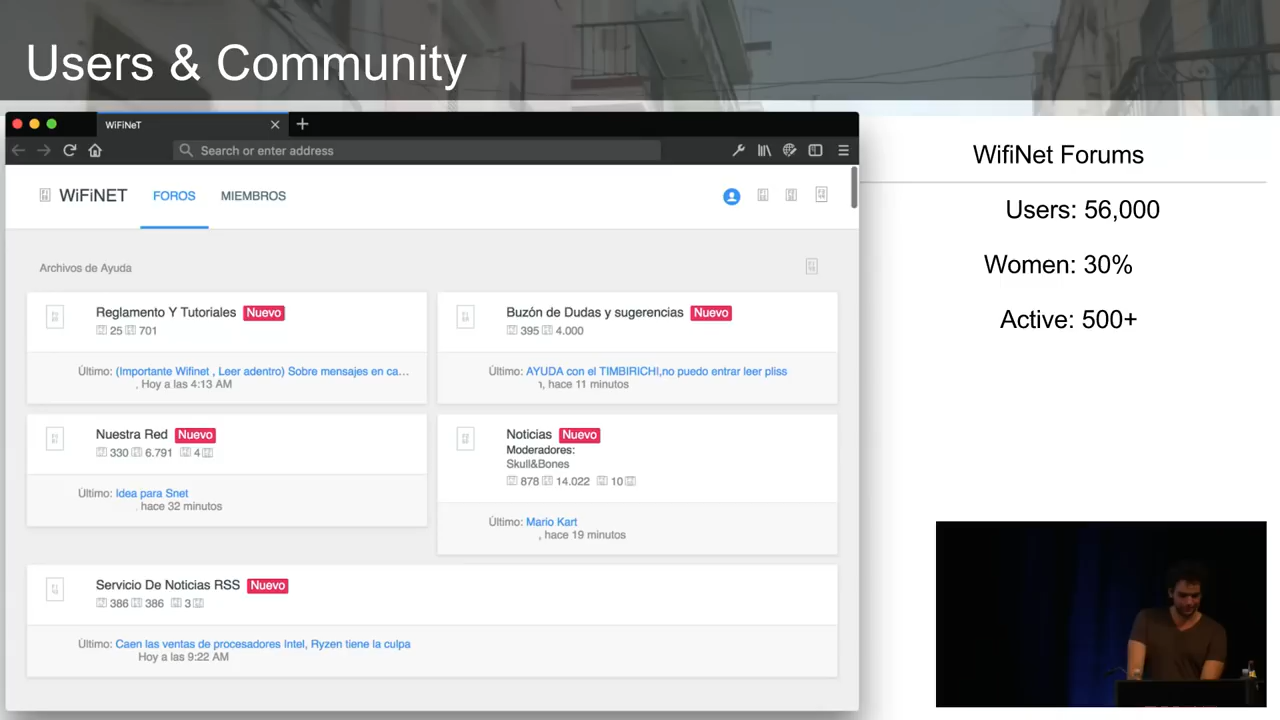 Users & Community
WiFiNeT
Search or enter address
WiFiNET FOROS MIEMBROS
Archivos de Ayuda
Reglamento Y Tutoriales Nuevo
25 701
Último: (Importante Wifinet , Leer adentro) Sobre mensajes en ca…
, Hoy a las 4:13 AM
Buzón de Dudas y sugerencias Nuevo
395 4.000
Último: AYUDA con el TIMBIRICHI,no puedo entrar leer pliss
, hace 11 minutos
Nuestra Red Nuevo
330 6.791 4
Último: Idea para Snet
, hace 32 minutos
Noticias Nuevo
Moderadores:
Skull&Bones
878 14.022 10
Último: Mario Kart
, hace 19 minutos
Servicio De Noticias RSS Nuevo
386 386 3
Último: Caen las ventas de procesadores Intel, Ryzen tiene la culpa
Hoy a las 9:22 AM
WifiNet Forums
Users: 56,000
Women: 30%
Active: 500+